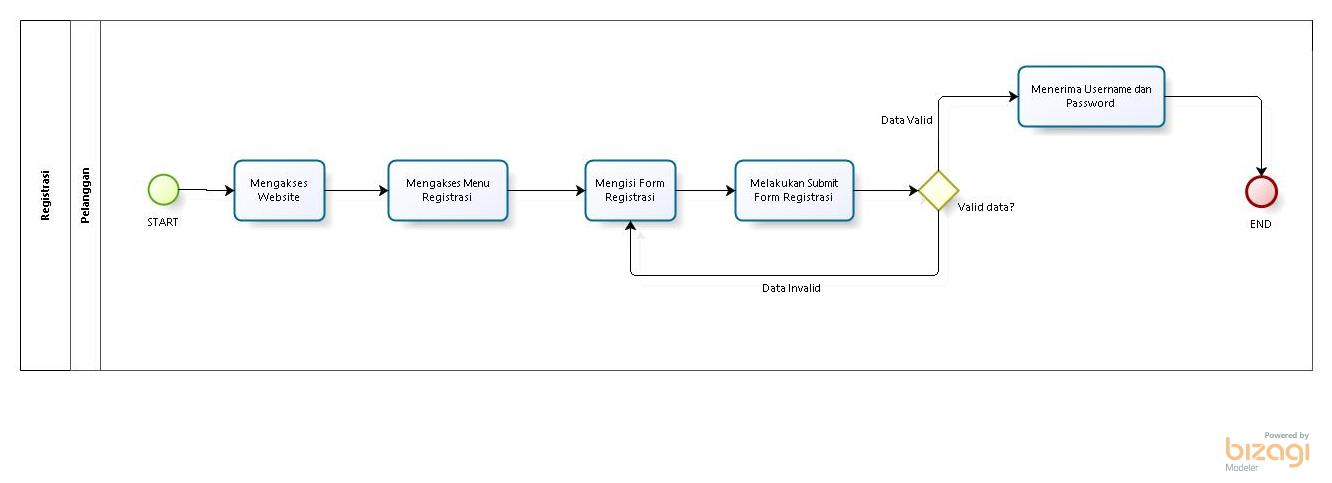 Registrasi
Pelanggan
START
Mengakses
Website
Mengakses Menu
Registrasi
Mengisi Form
Registrasi
Melakukan Submit
Form Registrasi
Valid data?
Data Valid
Data Invalid
Menerima Username dan
Password
END
Powered by
bizagi
Modeler